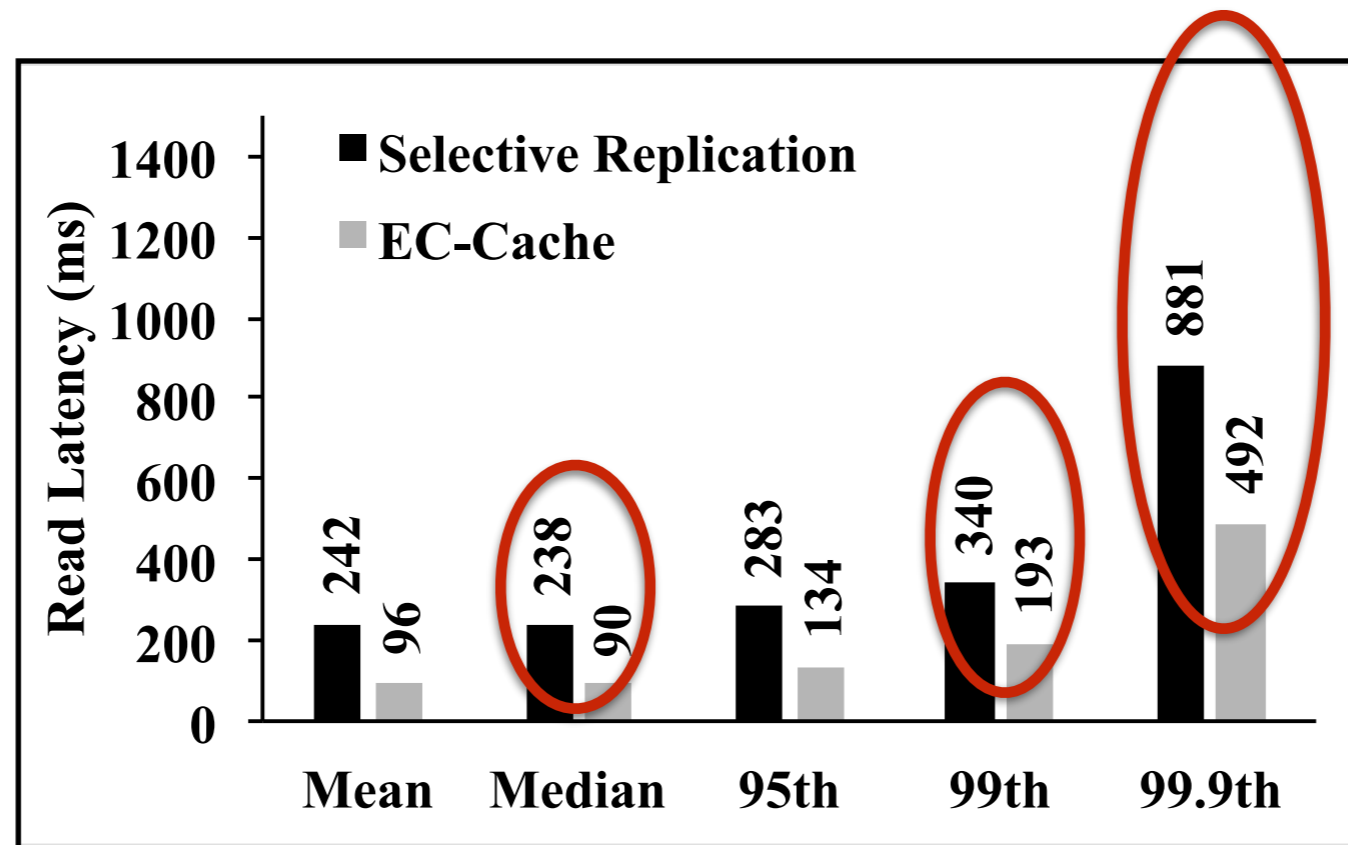 Selective Replication
EC-Cache
Read Latency (ms)
1400
1200
1000
800
600
400
200
0
242
96
238
90
283
134
340
193
881
492
Mean
Median
95th
99th
99.9th